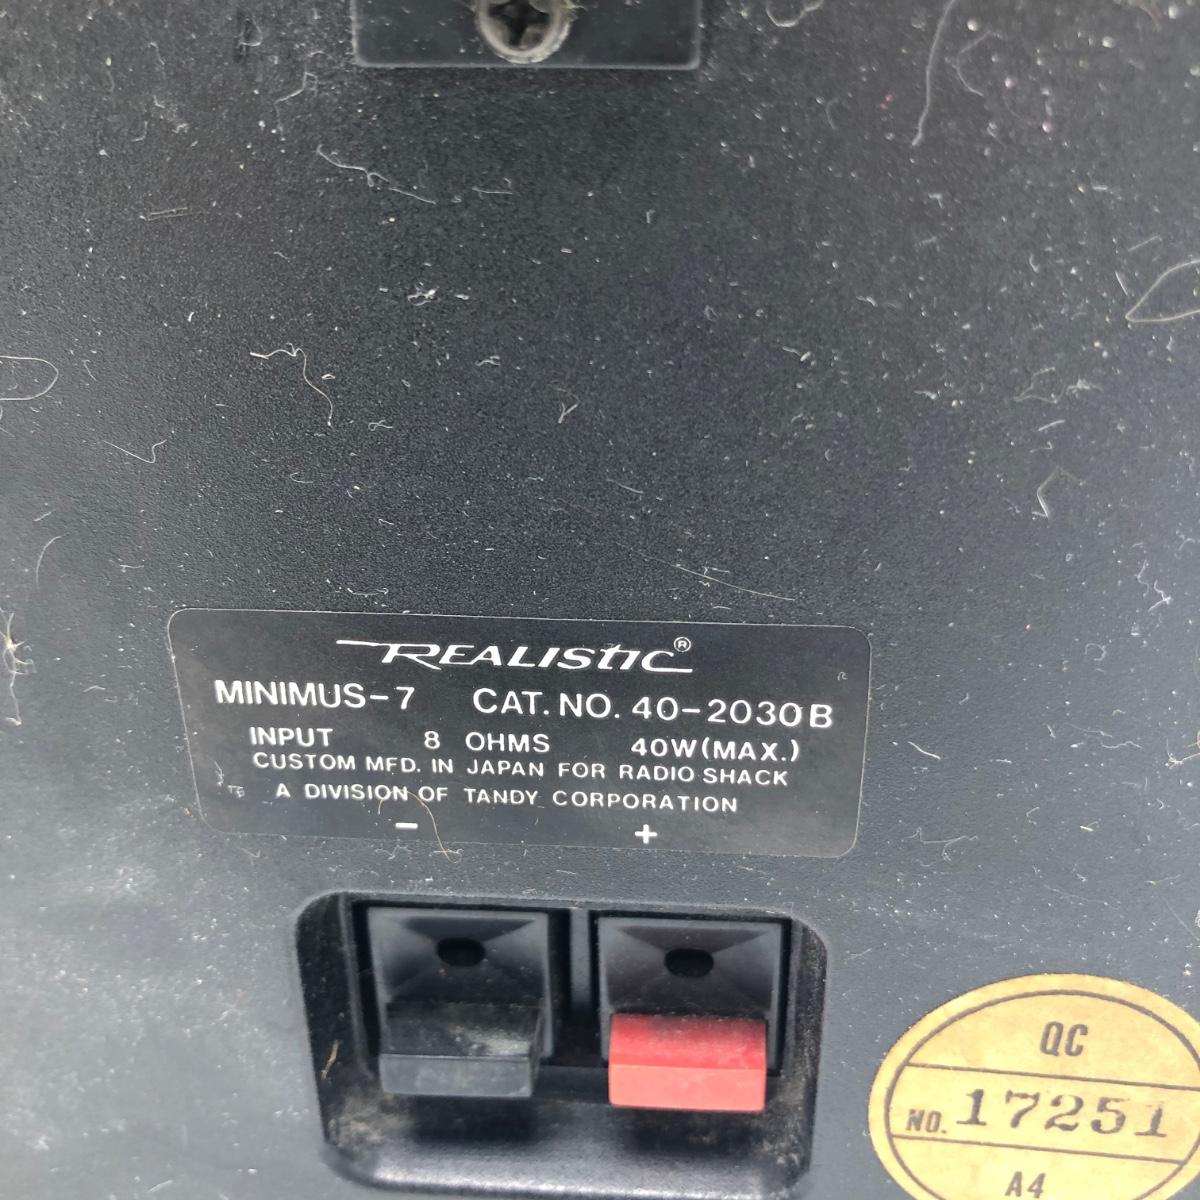 REALISTIC®
MINIMUS-7 CAT. NO. 40-2030B
INPUT 8 OHMS 40W(MAX.)
CUSTOM MFD. IN JAPAN FOR RADIO SHACK
A DIVISION OF TANDY CORPORATION
- +
QC
NO. 17251
A4